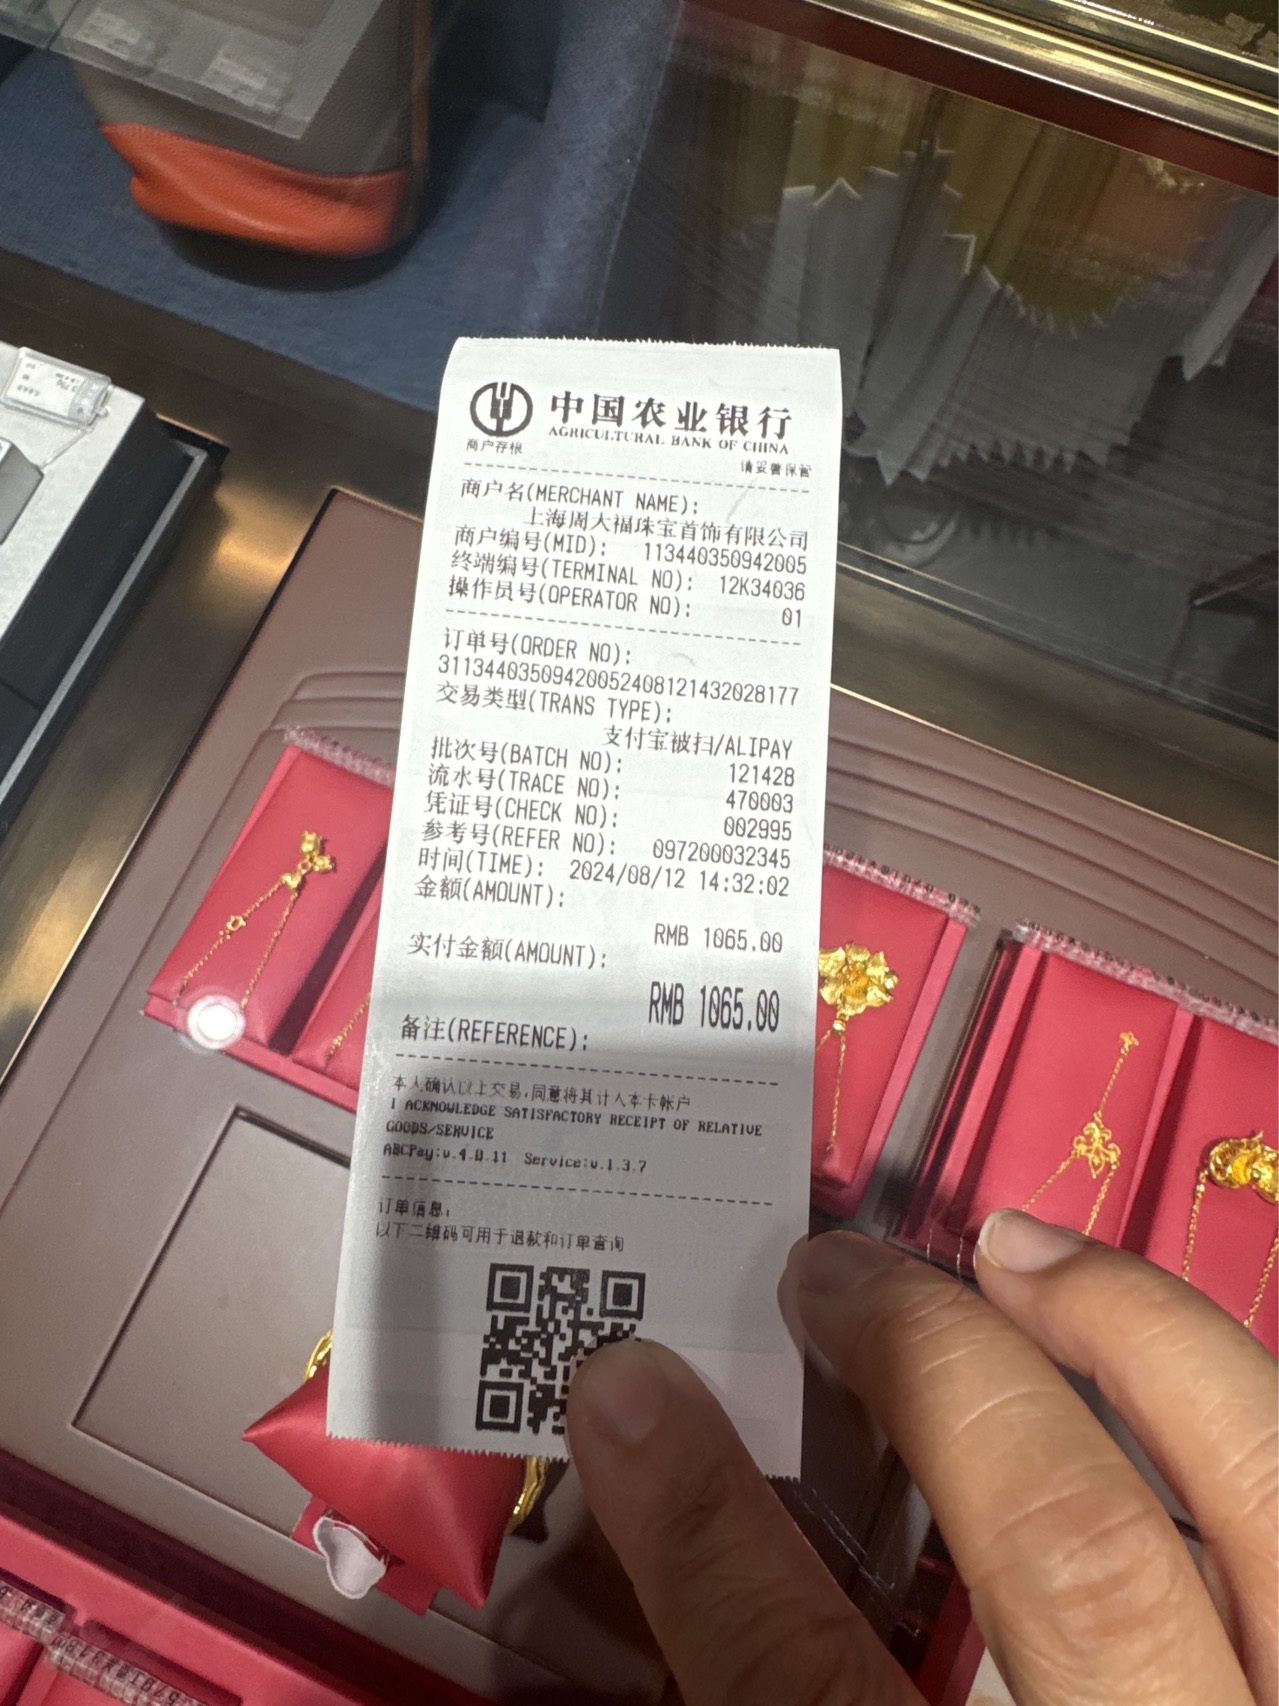 中国农业银行
AGRICULTURAL BANK OF CHINA
商户存根
请妥善保管
商户名(MERCHANT NAME):
上海周大福珠宝首饰有限公司
商户编号(MID): 113440350942005
终端编号(TERMINAL NO): 12K34036
操作员号(OPERATOR NO): 01
订单号(ORDER NO):
31134403509420052408121432028177
交易类型(TRANS TYPE):
支付宝被扫/ALIPAY
批次号(BATCH NO): 121428
流水号(TRACE NO): 470003
凭证号(CHECK NO): 002995
参考号(REFER NO): 097200032345
时间(TIME): 2024/08/12 14:32:02
金额(AMOUNT):
RMB 1065.00
实付金额(AMOUNT):
RMB 1065.00
备注(REFERENCE):
本人确认以上交易,同意将其计入本卡帐户
I ACKNOWLEDGE SATISFACTORY RECEIPT OF RELATIVE
GOODS/SERVICE
ABCPay:v.4.0.11 Service:v.1.3.7
订单信息:
以下二维码可用于退款和订单查询